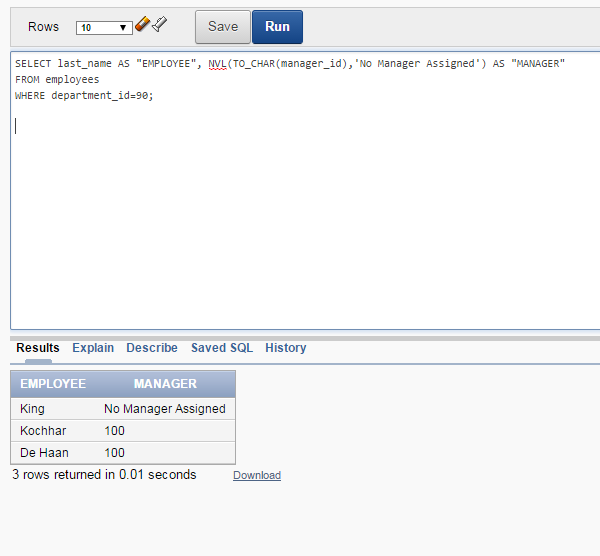 Rows 10 Save Run
SELECT last_name AS "EMPLOYEE", NVL(TO_CHAR(manager_id),'No Manager Assigned') AS "MANAGER"
FROM employees
WHERE department_id=90;
Results Explain Describe Saved SQL History
EMPLOYEE MANAGER
King No Manager Assigned
Kochhar 100
De Haan 100
3 rows returned in 0.01 seconds Download